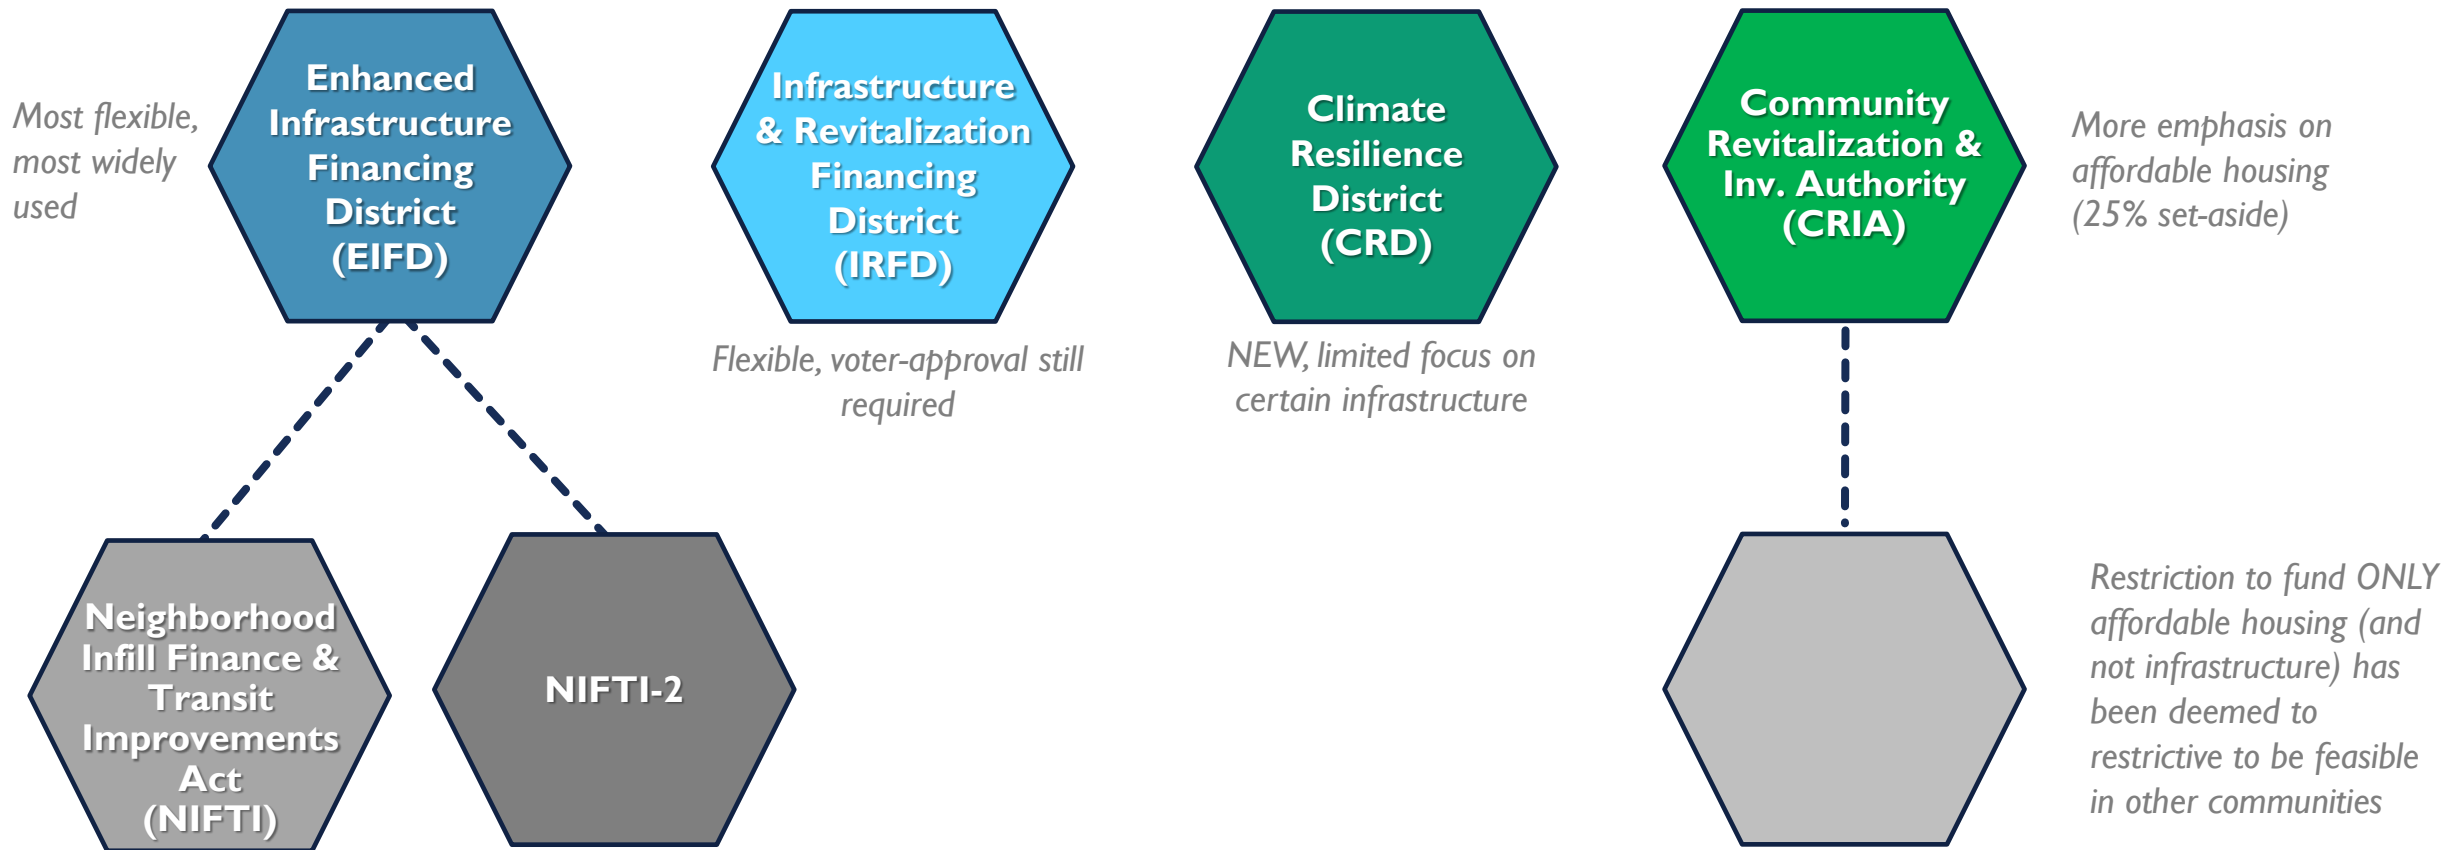 Most flexible,
most widely
used
Enhanced
Infrastructure
Financing
District
(EIFD)
Infrastructure
& Revitalization
Financing
District
(IRFD)
Flexible, voter-approval still
required
Climate
Resilience
District
(CRD)
NEW, limited focus on
certain infrastructure
Community
Revitalization &
Inv. Authority
(CRIA)
More emphasis on
affordable housing
(25% set-aside)
Neighborhood
Infill Finance &
Transit
Improvements
Act
(NIFTI)
NIFTI-2
Restriction to fund ONLY
affordable housing (and
not infrastructure) has
been deemed to
restrictive to be feasible
in other communities